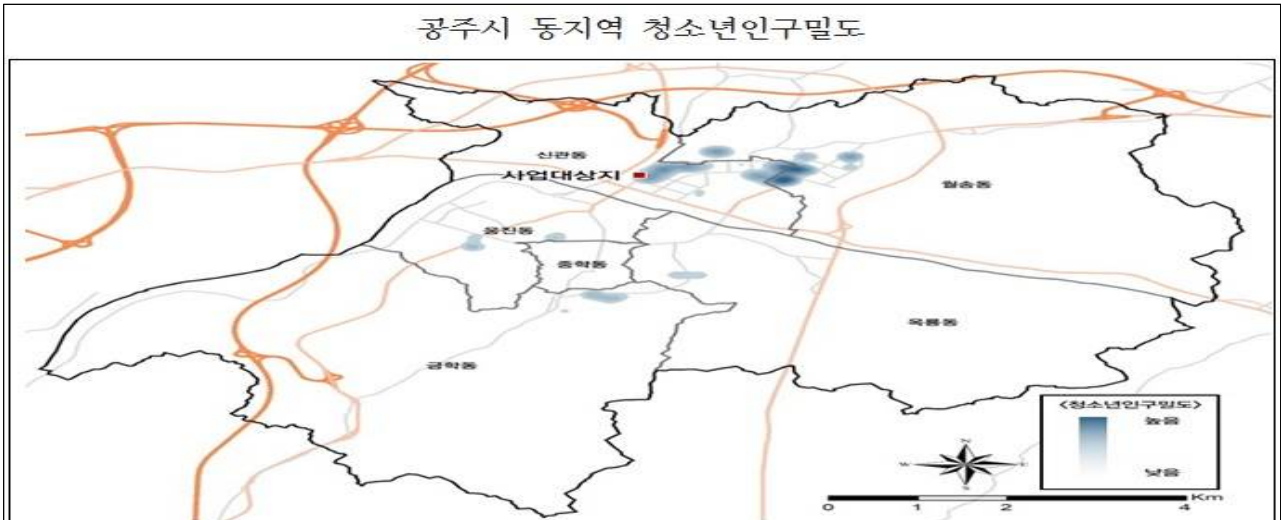 공주시 동지역 청소년인구밀도
신관동
사업대상지
월송동
웅진동
중학동
옥룡동
금학동
<청소년인구밀도>
높음
낮음
N
W
E
S
Km
0 1 2 4